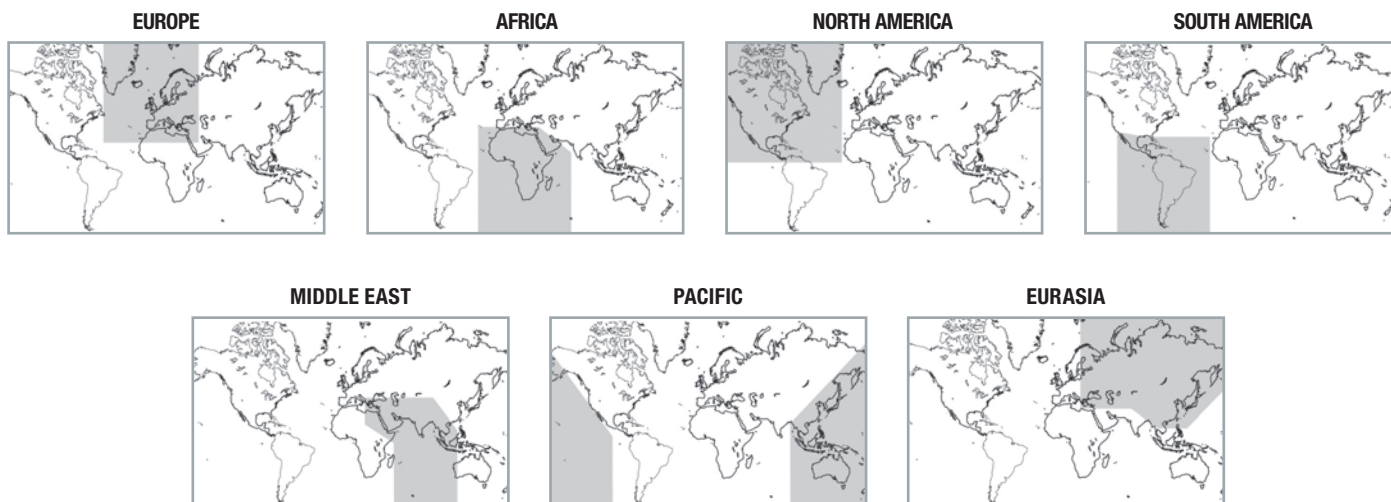 EUROPE
AFRICA
NORTH AMERICA
SOUTH AMERICA
MIDDLE EAST
PACIFIC
EURASIA